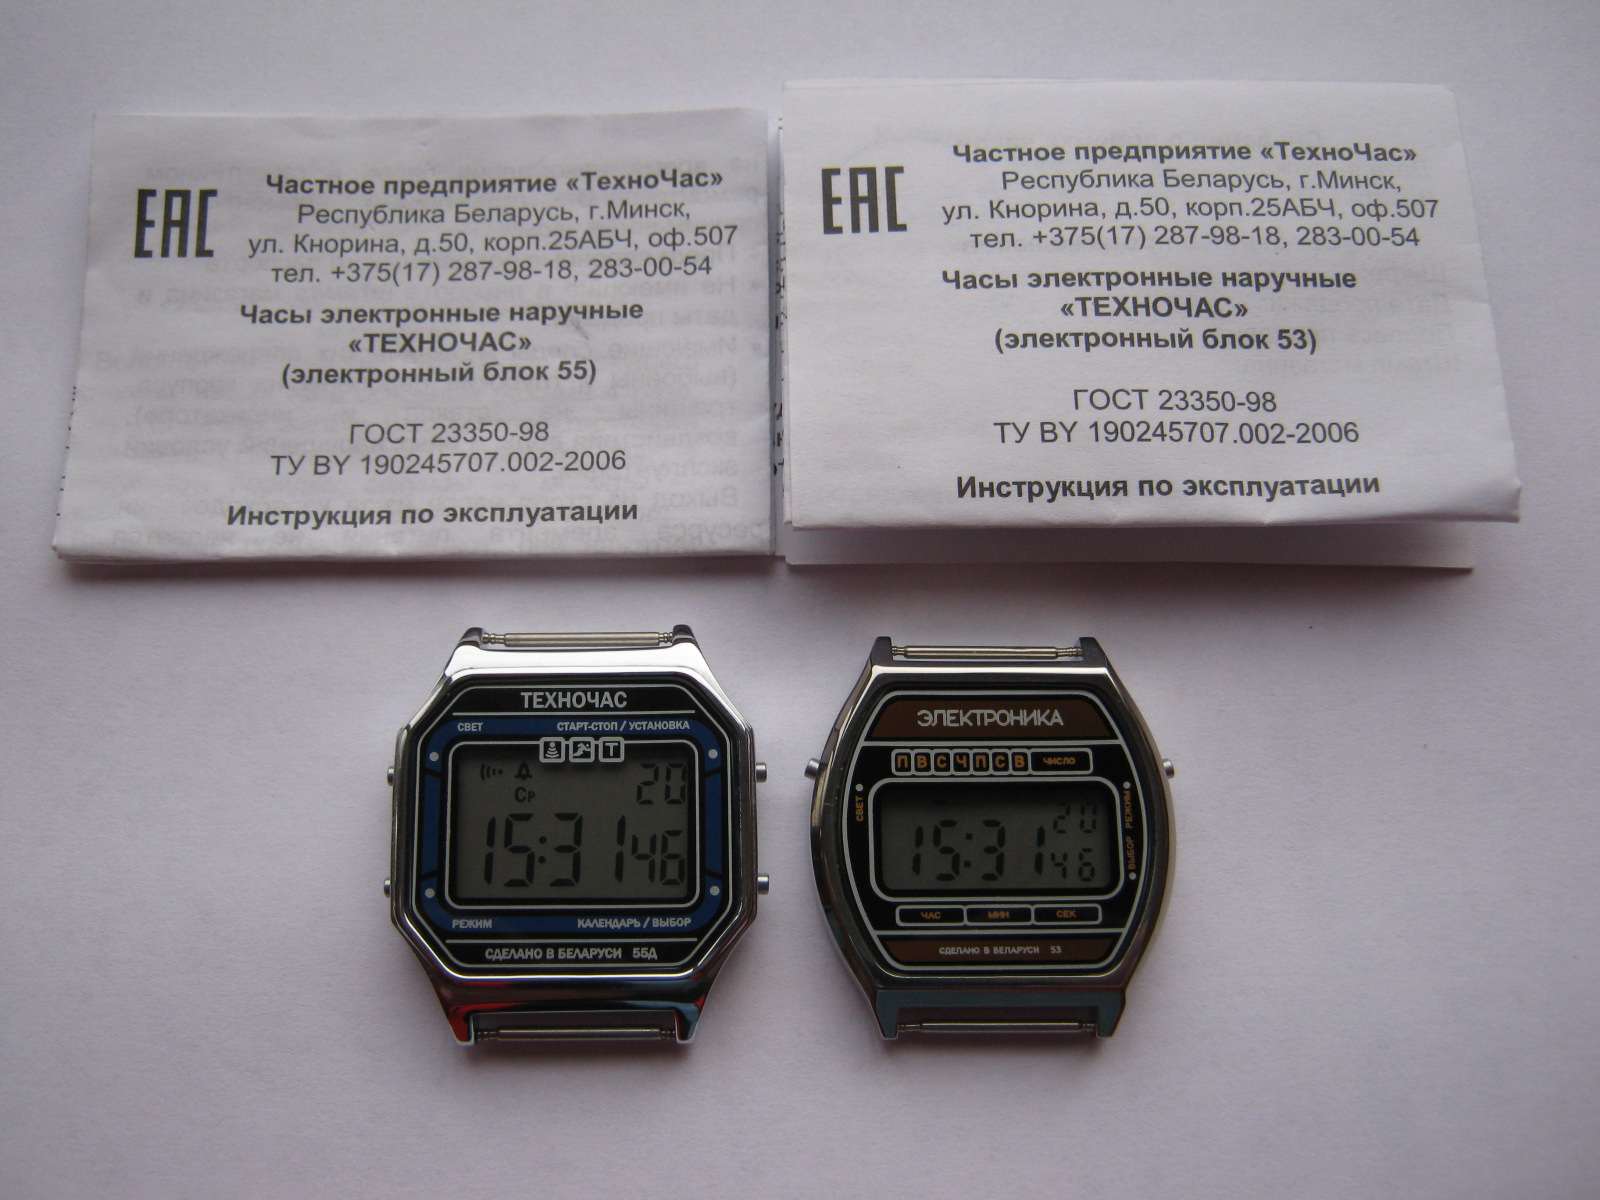 ЕАС
Частное предприятие «ТехноЧас»
Республика Беларусь, г.Минск,
ул. Кнорина, д.50, корп.25АБЧ, оф.507
тел. +375(17) 287-98-18, 283-00-54
Часы электронные наручные
«ТЕХНОЧАС»
(электронный блок 55)
ГОСТ 23350-98
ТУ BY 190245707.002-2006
Инструкция по эксплуатации
ЕАС
Частное предприятие «ТехноЧас»
Республика Беларусь, г.Минск,
ул. Кнорина, д.50, корп.25АБЧ, оф.507
тел. +375(17) 287-98-18, 283-00-54
Часы электронные наручные
«ТЕХНОЧАС»
(электронный блок 53)
ГОСТ 23350-98
ТУ BY 190245707.002-2006
Инструкция по эксплуатации
ТЕХНОЧАС
СВЕТ СТАРТ-СТОП / УСТАНОВКА
Т
Ср 20
15:31 46
РЕЖИМ КАЛЕНДАРЬ / ВЫБОР
СДЕЛАНО В БЕЛАРУСИ 55Д
ЭЛЕКТРОНИКА
П В С Ч П С В ЧИСЛО
СВЕТ
ВЫБОР РЕЖИМ
20
15:31 46
ЧАС МИН СЕК
СДЕЛАНО В БЕЛАРУСИ 53